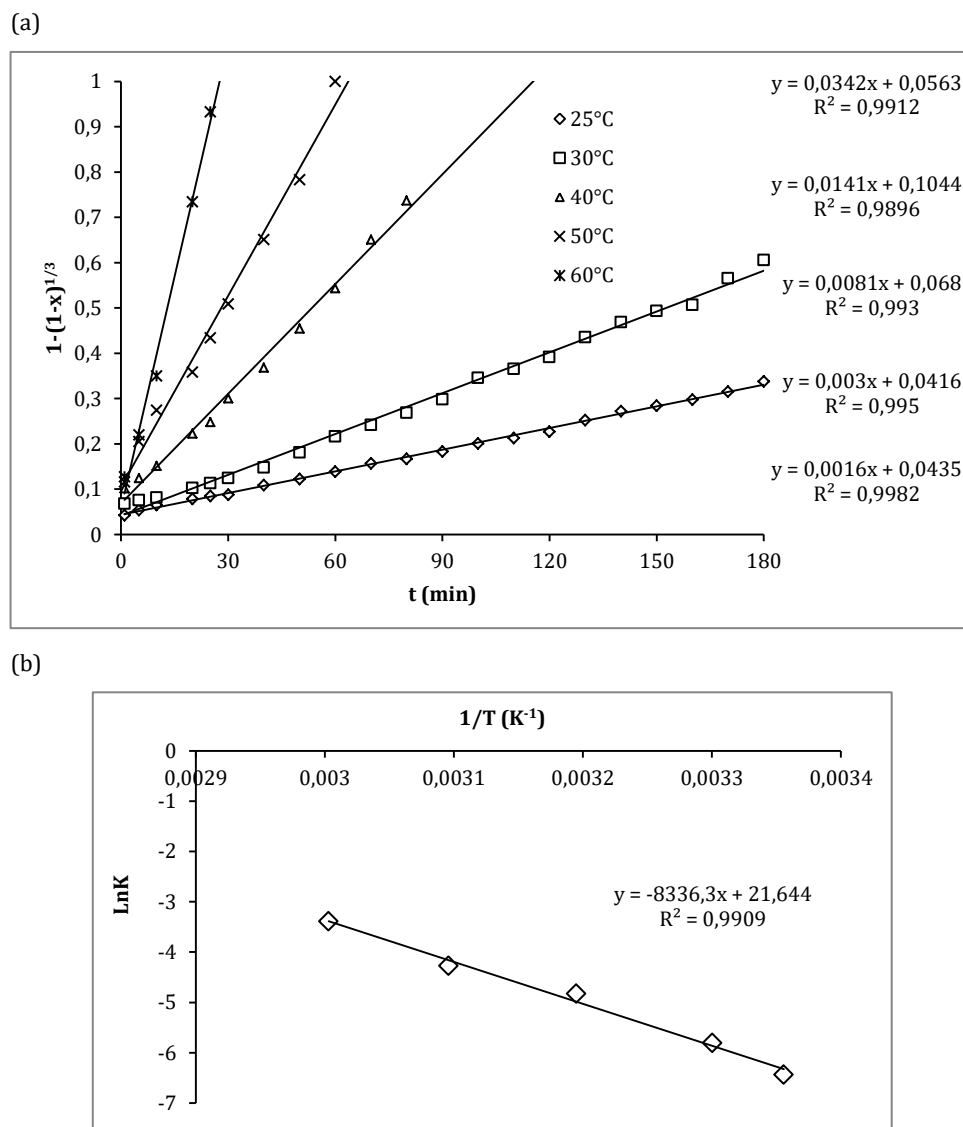 (a)
1
0,9
0,8
0,7
0,6
0,5
0,4
0,3
0,2
0,1
0
1-(1-x)^{1/3}
0 30 60 90 120 150 180
t (min)
25°C
30°C
40°C
50°C
60°C
y = 0,0342x + 0,0563
R² = 0,9912
y = 0,0141x + 0,1044
R² = 0,9896
y = 0,0081x + 0,068
R² = 0,993
y = 0,003x + 0,0416
R² = 0,995
y = 0,0016x + 0,0435
R² = 0,9982
(b)
1/T (K⁻¹)
0,0029 0,003 0,0031 0,0032 0,0033 0,0034
0
-1
-3
-4
-5
-6
-7
LnK
y = -8336,3x + 21,644
R² = 0,9909